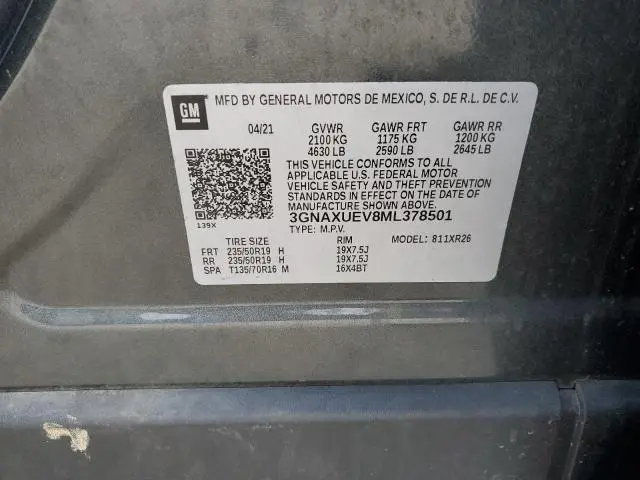 GM MFD BY GENERAL MOTORS DE MEXICO, S. DE R.L. DE C.V.
04/21 GVWR GAWR FRT GAWR RR
2100 KG 1175 KG 1200 KG
4630 LB 2590 LB 2645 LB
THIS VEHICLE CONFORMS TO ALL
APPLICABLE U.S. FEDERAL MOTOR
VEHICLE SAFETY AND THEFT PREVENTION
STANDARDS IN EFFECT ON THE
DATE OF MANUFACTURE SHOWN ABOVE.
139X 3GNAXUEV8ML378501
TYPE: M.P.V.
TIRE SIZE RIM MODEL: 811XR26
FRT 235/50R19 H 19X7.5J
RR 235/50R19 H 19X7.5J
SPA T135/70R16 M 16X4BT